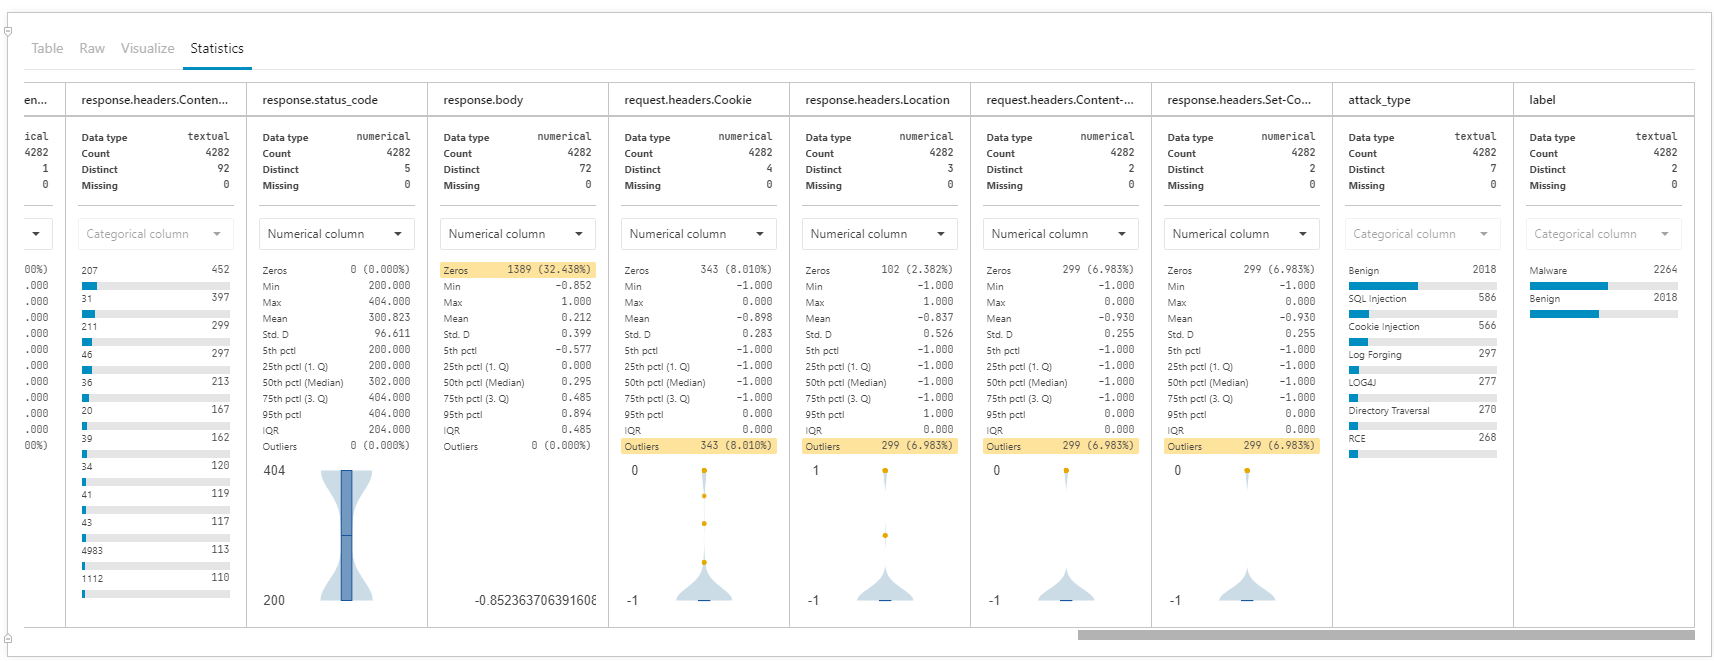 Table Raw Visualize Statistics
en... response.headers.Conten... response.status_code response.body request.headers.Cookie response.headers.Location request.headers.Content-... response.headers.Set-Co... attack_type label
ical Data type textual Data type numerical Data type numerical Data type numerical Data type numerical Data type numerical Data type numerical Data type textual Data type textual
4282 Count 4282 Count 4282 Count 4282 Count 4282 Count 4282 Count 4282 Count 4282 Count 4282 Count 4282
1 Distinct 92 Distinct 5 Distinct 72 Distinct 4 Distinct 3 Distinct 2 Distinct 2 Distinct 7 Distinct 2
0 Missing 0 Missing 0 Missing 0 Missing 0 Missing 0 Missing 0 Missing 0 Missing 0 Missing 0
Categorical column Numerical column Numerical column Numerical column Numerical column Numerical column Numerical column Categorical column Categorical column
00%)
.000
.000
.000
.000
.000
.000
.000
.000
.000
.000
00%)
207 452
31 397
211 299
46 297
36 213
20 167
39 162
34 120
41 119
43 117
4983 113
1112 110
Zeros 0 (0.000%)
Min 200.000
Max 404.000
Mean 300.823
Std. D 96.611
5th pctl 200.000
25th pctl (1. Q) 200.000
50th pctl (Median) 302.000
75th pctl (3. Q) 404.000
95th pctl 404.000
IQR 204.000
Outliers 0 (0.000%)
404
200
Zeros 1389 (32.438%)
Min -0.852
Max 1.000
Mean 0.212
Std. D 0.399
5th pctl -0.577
25th pctl (1. Q) 0.000
50th pctl (Median) 0.295
75th pctl (3. Q) 0.485
95th pctl 0.894
IQR 0.485
Outliers 0 (0.000%)
-0.852363706391608
Zeros 343 (8.010%)
Min -1.000
Max 0.000
Mean -0.898
Std. D 0.283
5th pctl -1.000
25th pctl (1. Q) -1.000
50th pctl (Median) -1.000
75th pctl (3. Q) -1.000
95th pctl 0.000
IQR 0.000
Outliers 343 (8.010%)
0
-1
Zeros 102 (2.382%)
Min -1.000
Max 1.000
Mean -0.837
Std. D 0.526
5th pctl -1.000
25th pctl (1. Q) -1.000
50th pctl (Median) -1.000
75th pctl (3. Q) -1.000
95th pctl 1.000
IQR 0.000
Outliers 299 (6.983%)
1
-1
Zeros 299 (6.983%)
Min -1.000
Max 0.000
Mean -0.930
Std. D 0.255
5th pctl -1.000
25th pctl (1. Q) -1.000
50th pctl (Median) -1.000
75th pctl (3. Q) -1.000
95th pctl 0.000
IQR 0.000
Outliers 299 (6.983%)
0
-1
Zeros 299 (6.983%)
Min -1.000
Max 0.000
Mean -0.930
Std. D 0.255
5th pctl -1.000
25th pctl (1. Q) -1.000
50th pctl (Median) -1.000
75th pctl (3. Q) -1.000
95th pctl 0.000
IQR 0.000
Outliers 299 (6.983%)
0
-1
Benign 2018
SQL Injection 586
Cookie Injection 566
Log Forging 297
LOG4J 277
Directory Traversal 270
RCE 268
Malware 2264
Benign 2018